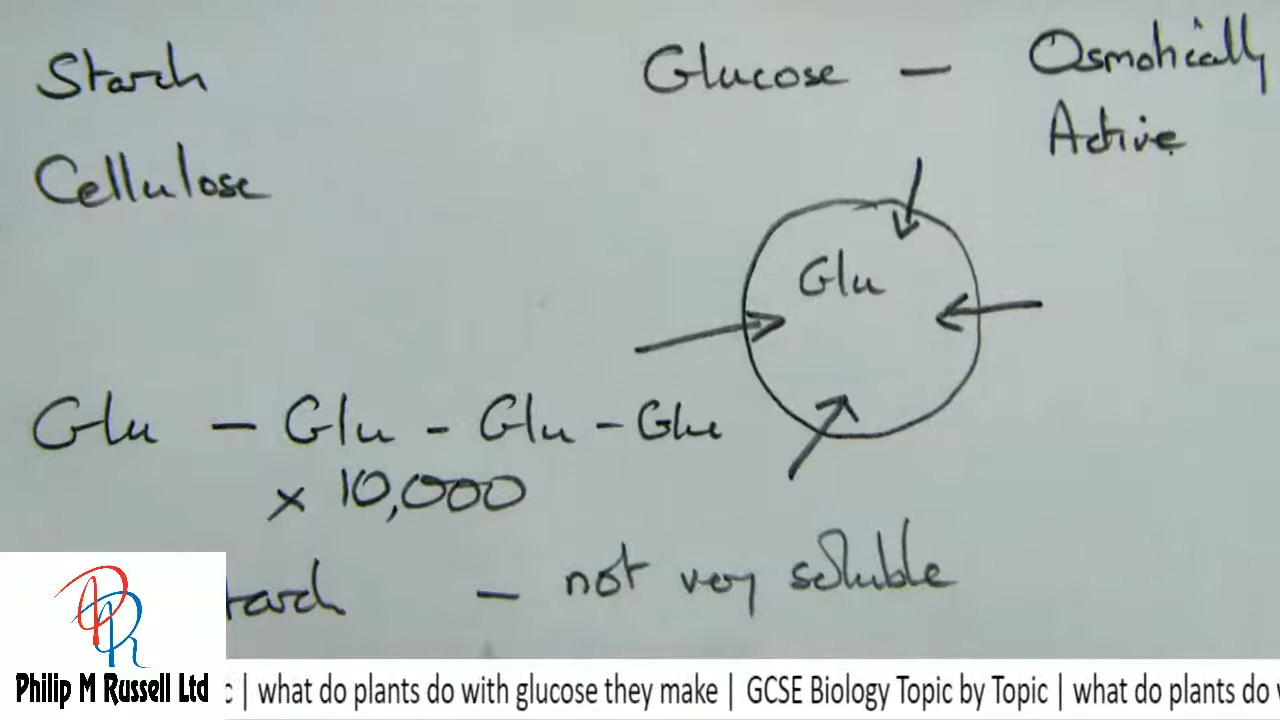 Starch
Glucose – Osmotically
Active
Cellulose
Glu
Glu – Glu – Glu – Glu
× 10,000
tarch – not very soluble
PR
Philip M Russell Ltd
c | what do plants do with glucose they make | GCSE Biology Topic by Topic | what do plants do